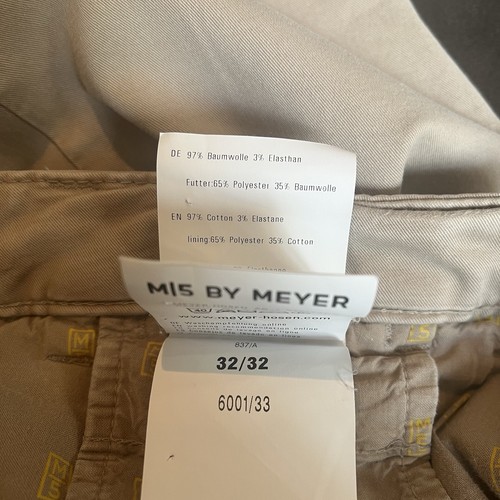 DE 97% Baumwolle 3% Elasthan
Futter:65% Polyester 35% Baumwolle
EN 97% Cotton 3% Elastane
lining:65% Polyester 35% Cotton
M|5 BY MEYER
www.meyer-hosen.com
637/A
32/32
6001/33